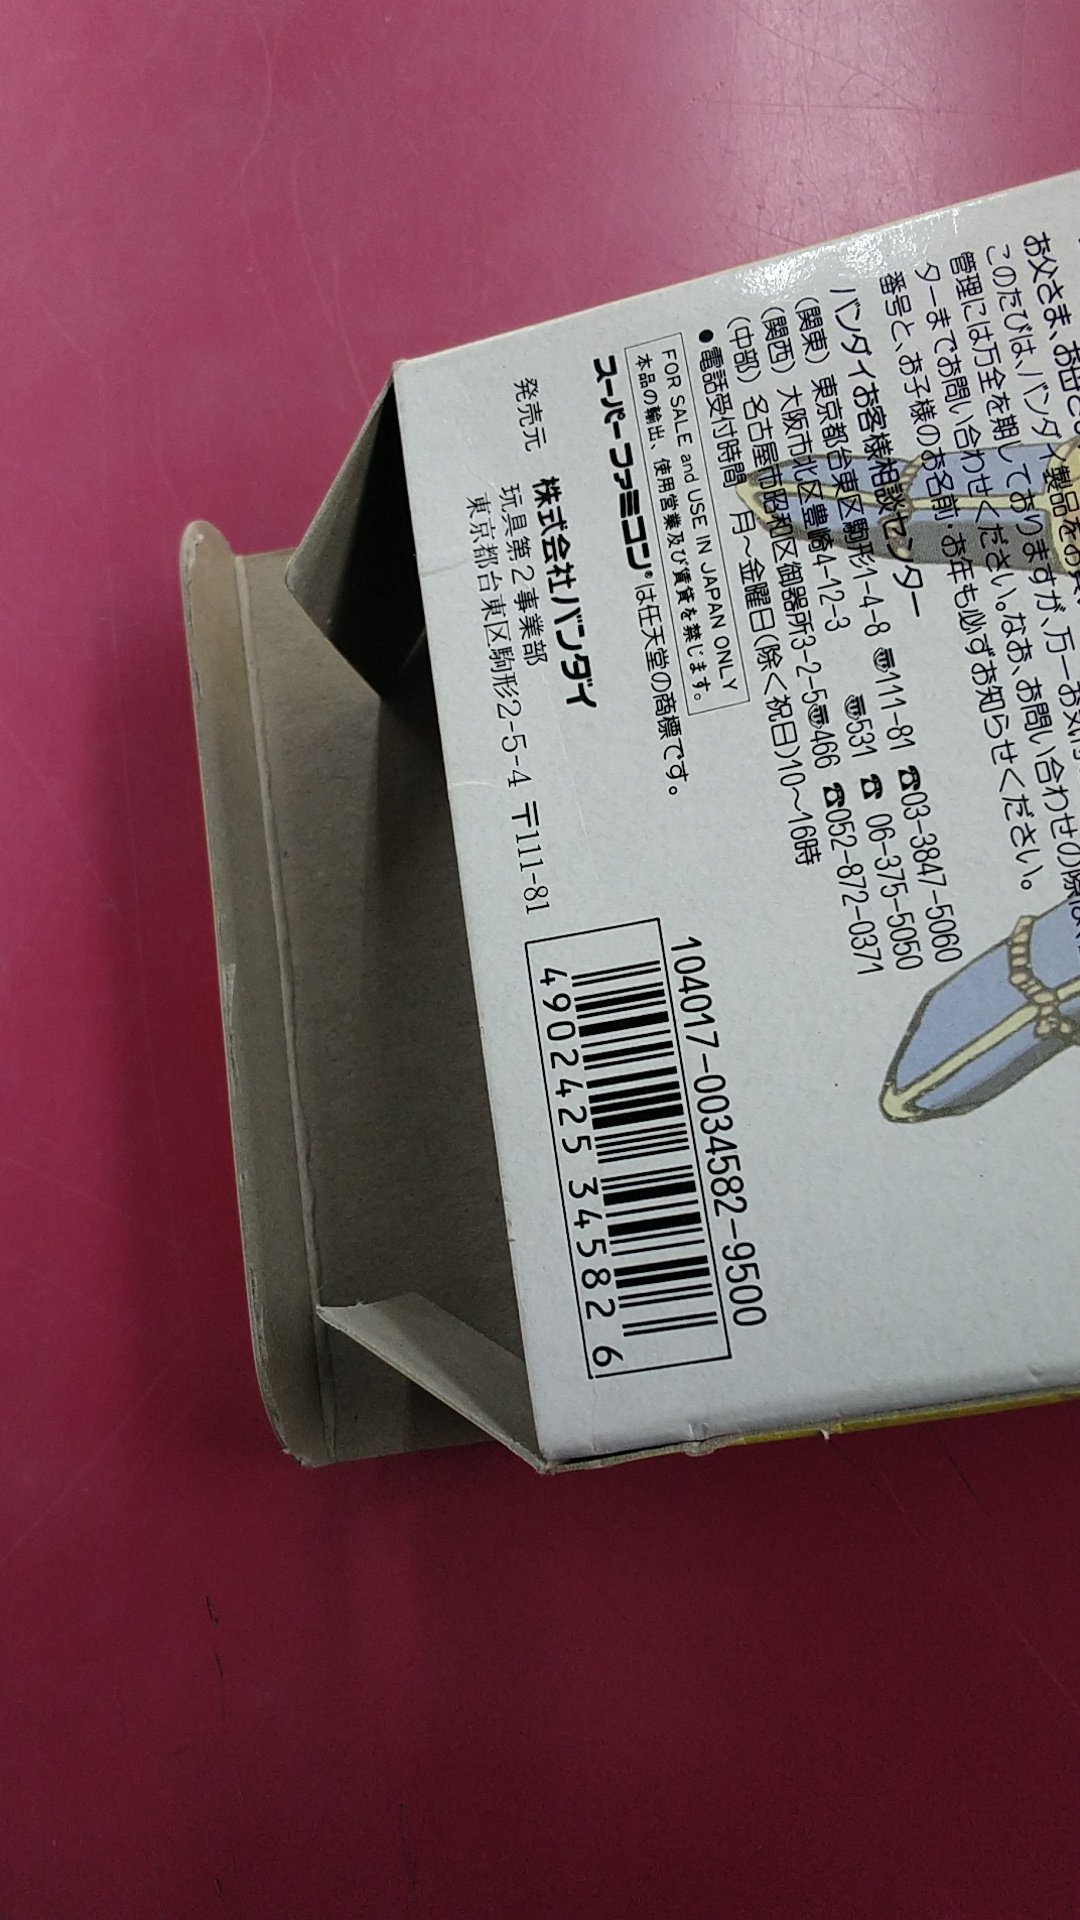 お父さま、お母さ
このたびは、バンダイ製品をお買
管理には万全を期しておりますが、万一お気付
ターまでお問い合わせください。なお、お問い合わせの際は、
番号と、お子様のお名前・お年も必ずお知らせください。
バンダイお客様相談センター
(関東) 東京都台東区駒形1-4-8 〠111-81 ☎03-3847-5060
(関西) 大阪市北区豊崎4-12-3 〠531 ☎ 06-375-5050
(中部) 名古屋市昭和区御器所3-2-5〠466 ☎052-872-0371
●電話受付時間 月~金曜日(除く祝日)10~16時
FOR SALE and USE IN JAPAN ONLY
本品の輸出、使用営業及び賃貸を禁じます。
スーパーファミコン®は任天堂の商標です。
発売元 株式会社バンダイ
玩具第2事業部
東京都台東区駒形2-5-4 〒111-81
104017-0034582-9500
4902425345826